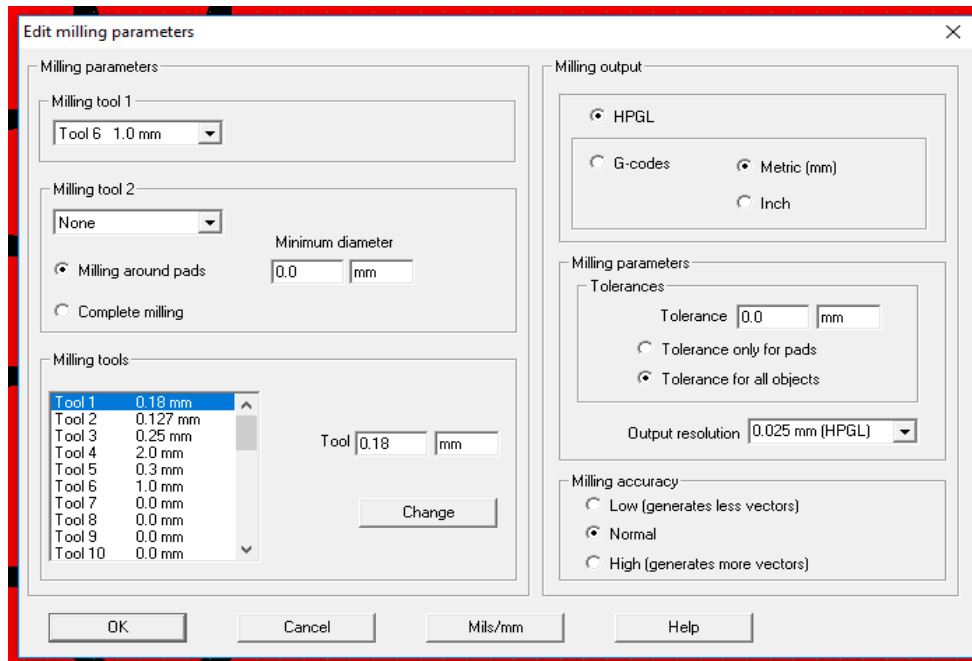 Edit milling parameters
Milling parameters
Milling tool 1
Tool 6 1.0 mm
Milling tool 2
None
Minimum diameter
Milling around pads 0.0 mm
Complete milling
Milling tools
Tool 1 0.18 mm
Tool 2 0.127 mm
Tool 3 0.25 mm
Tool 4 2.0 mm
Tool 5 0.3 mm
Tool 6 1.0 mm
Tool 7 0.0 mm
Tool 8 0.0 mm
Tool 9 0.0 mm
Tool 10 0.0 mm
Tool 0.18 mm
Change
Milling output
HPGL
G-codes Metric (mm)
Inch
Milling parameters
Tolerances
Tolerance 0.0 mm
Tolerance only for pads
Tolerance for all objects
Output resolution 0.025 mm (HPGL)
Milling accuracy
Low (generates less vectors)
Normal
High (generates more vectors)
OK Cancel Mils/mm Help